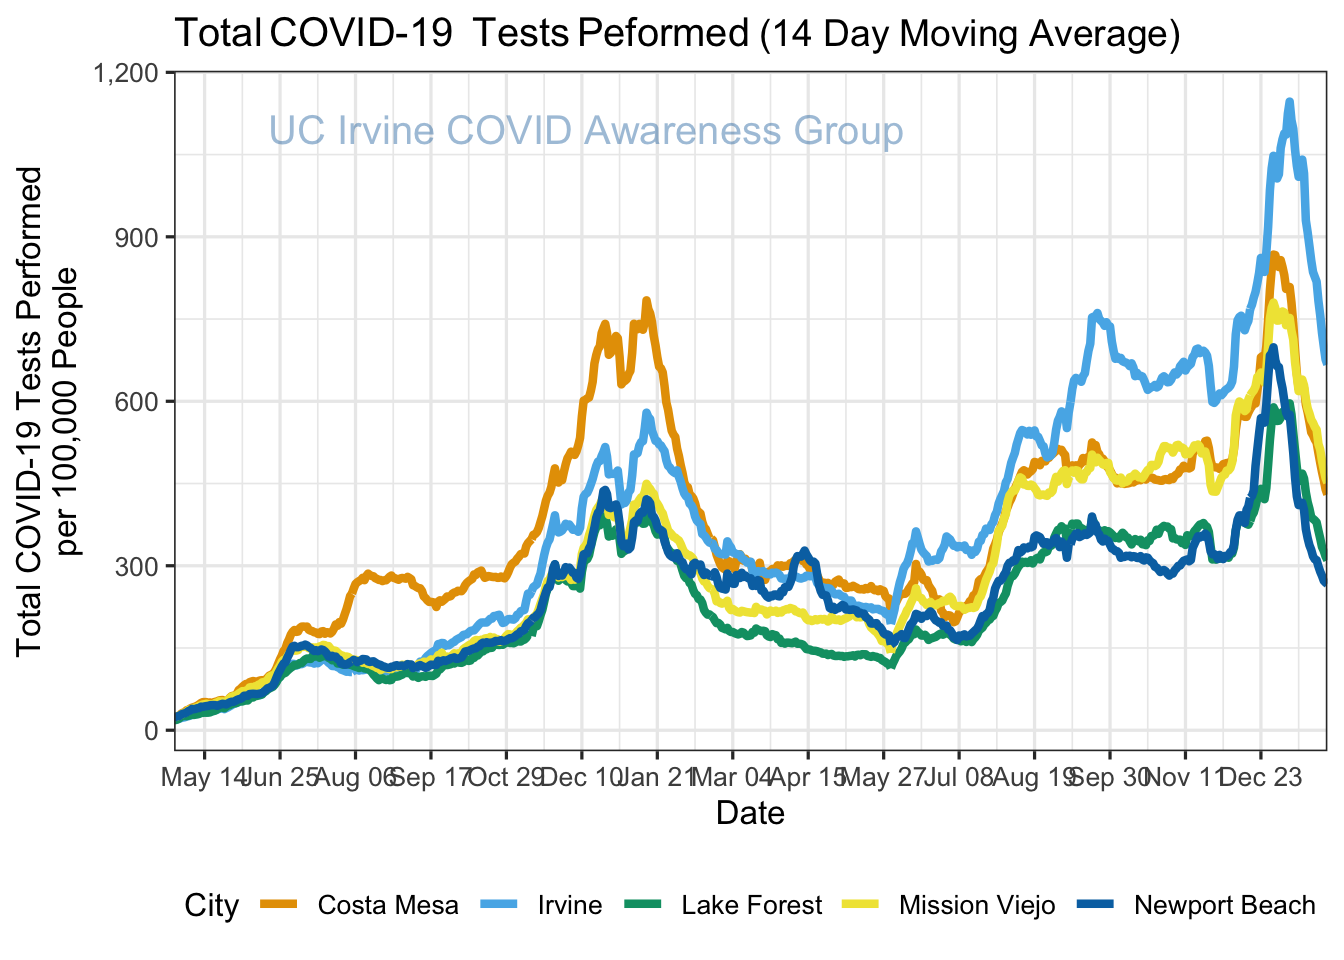 Total COVID-19 Tests Peformed (14 Day Moving Average)
1,200
UC Irvine COVID Awareness Group
900
600
300
0
Total COVID-19 Tests Performed
per 100,000 People
May 14 Jun 25 Aug 06 Sep 17 Oct 29 Dec 10 Jan 21 Mar 04 Apr 15 May 27 Jul 08 Aug 19 Sep 30 Nov 11 Dec 23
Date
City Costa Mesa Irvine Lake Forest Mission Viejo Newport Beach